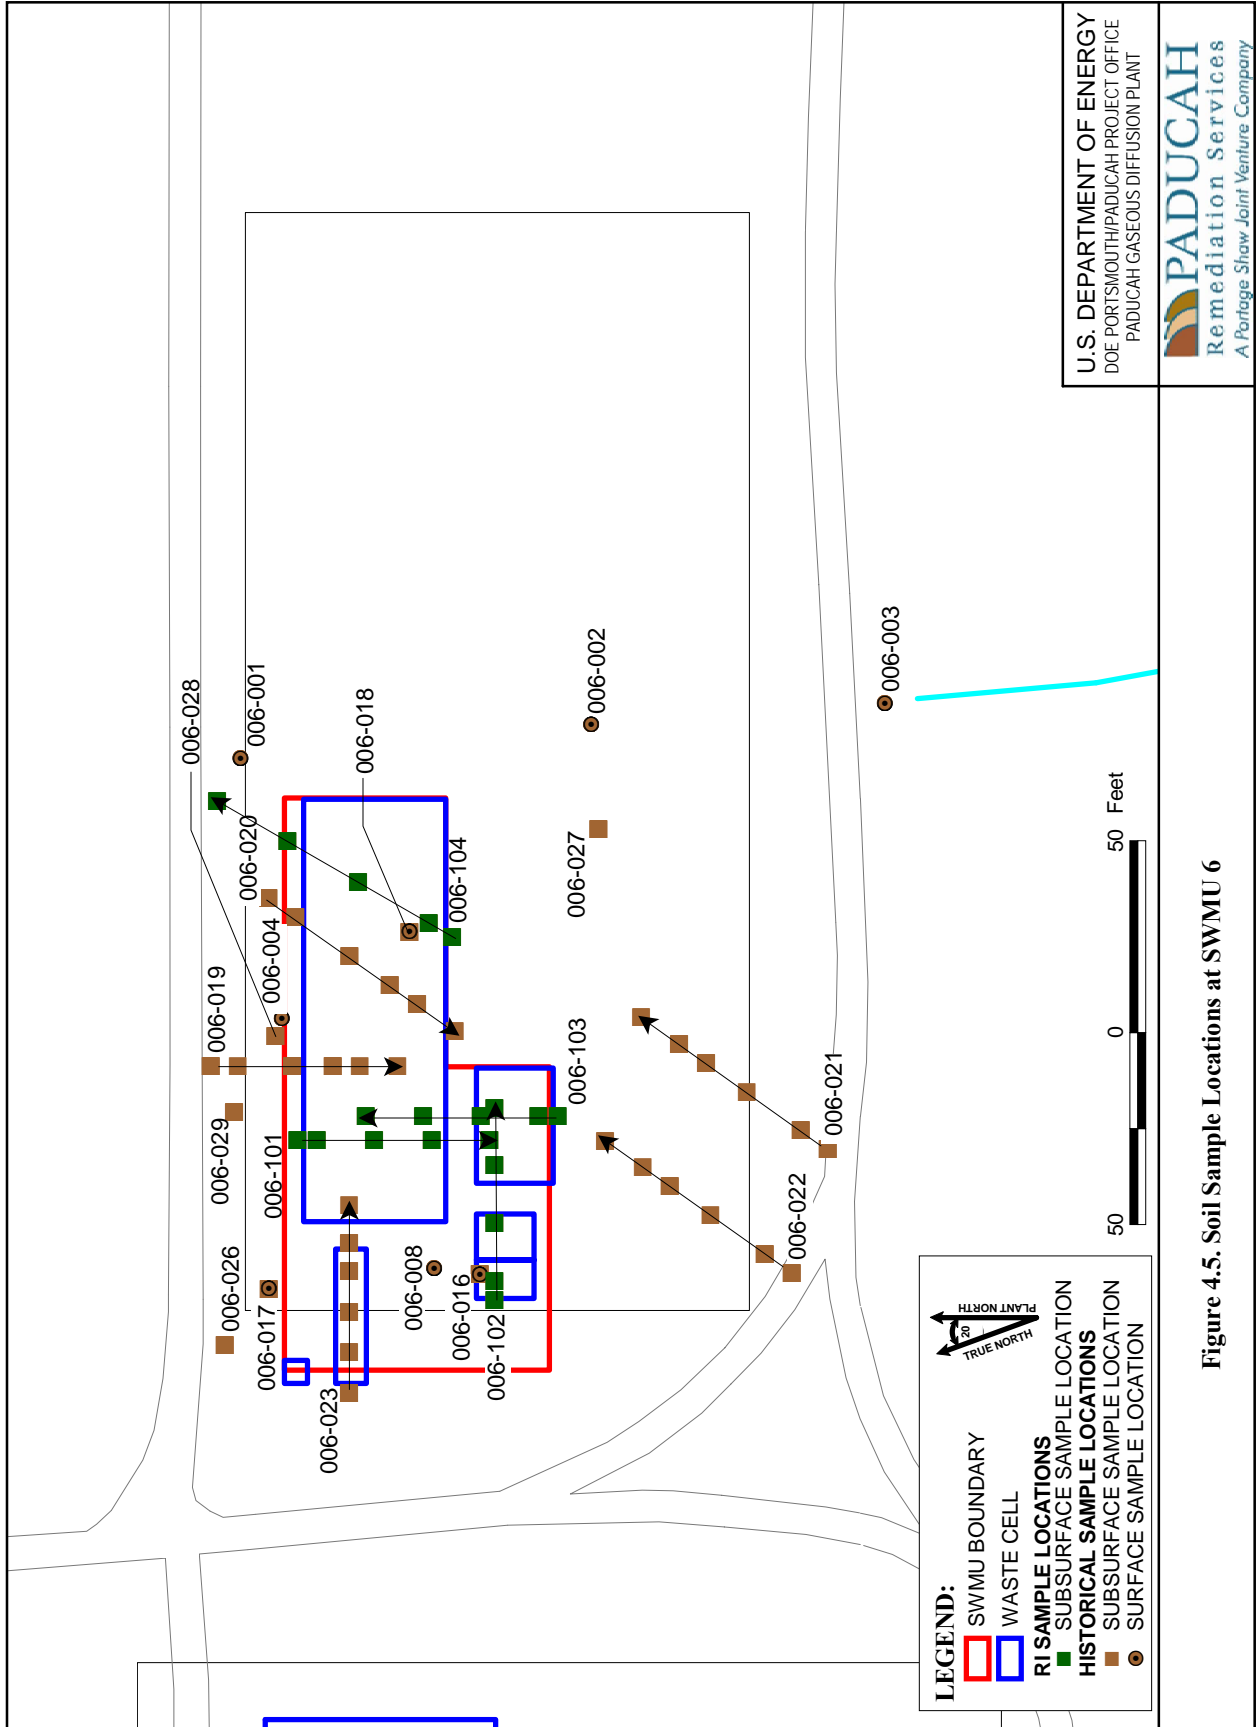 006-028
006-001
006-020
006-018
006-004
006-019
006-104
006-002
006-027
006-003
006-029
006-101
006-103
006-026
006-017
006-008
006-016
006-102
006-023
006-021
006-022
LEGEND:
SWMU BOUNDARY
WASTE CELL
RI SAMPLE LOCATIONS
SUBSURFACE SAMPLE LOCATION
HISTORICAL SAMPLE LOCATIONS
SUBSURFACE SAMPLE LOCATION
SURFACE SAMPLE LOCATION
TRUE NORTH
20
PLANT NORTH
50 0 50 Feet
U.S. DEPARTMENT OF ENERGY
DOE PORTSMOUTH/PADUCAH PROJECT OFFICE
PADUCAH GASEOUS DIFFUSION PLANT
PADUCAH
Remediation Services
A Portage Shaw Joint Venture Company
Figure 4.5. Soil Sample Locations at SWMU 6